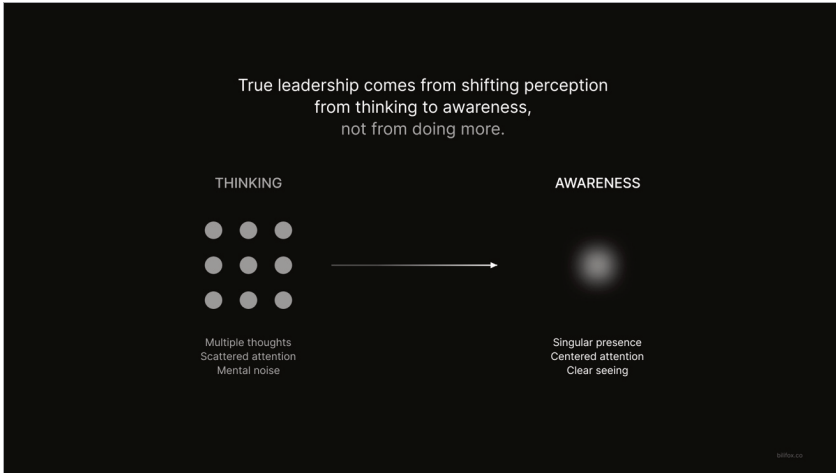 True leadership comes from shifting perception
from thinking to awareness,
not from doing more.
THINKING
AWARENESS
Multiple thoughts
Scattered attention
Mental noise
Singular presence
Centered attention
Clear seeing